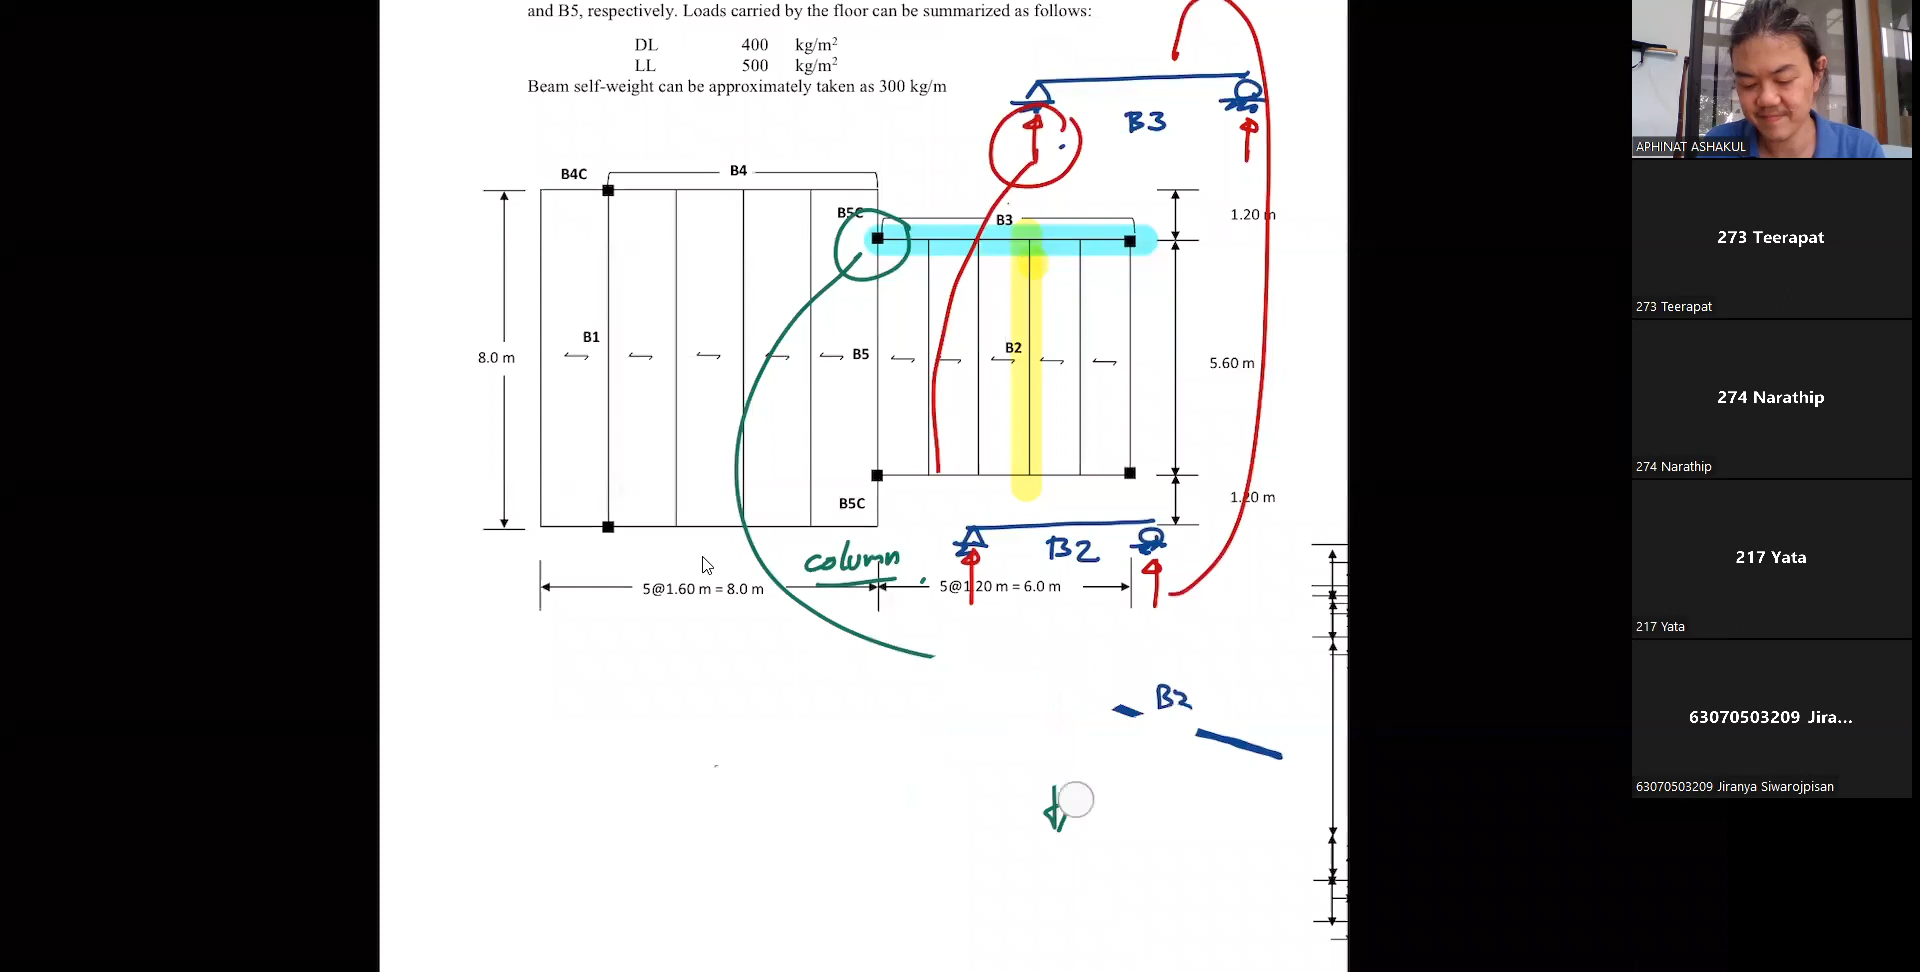 and B5, respectively. Loads carried by the floor can be summarized as follows:
DL 400 kg/m²
LL 500 kg/m²
Beam self-weight can be approximately taken as 300 kg/m
B3
B4C
B4
B5C
B3
1.20 m
B1
8.0 m
B5
B2
5.60 m
B5C
1.20 m
column
B2
5@1.60 m = 8.0 m
5@1.20 m = 6.0 m
B2
APHINAT ASHAKUL
273 Teerapat
273 Teerapat
274 Narathip
274 Narathip
217 Yata
217 Yata
63070503209 Jira...
63070503209 Jiranya Siwarojpisan